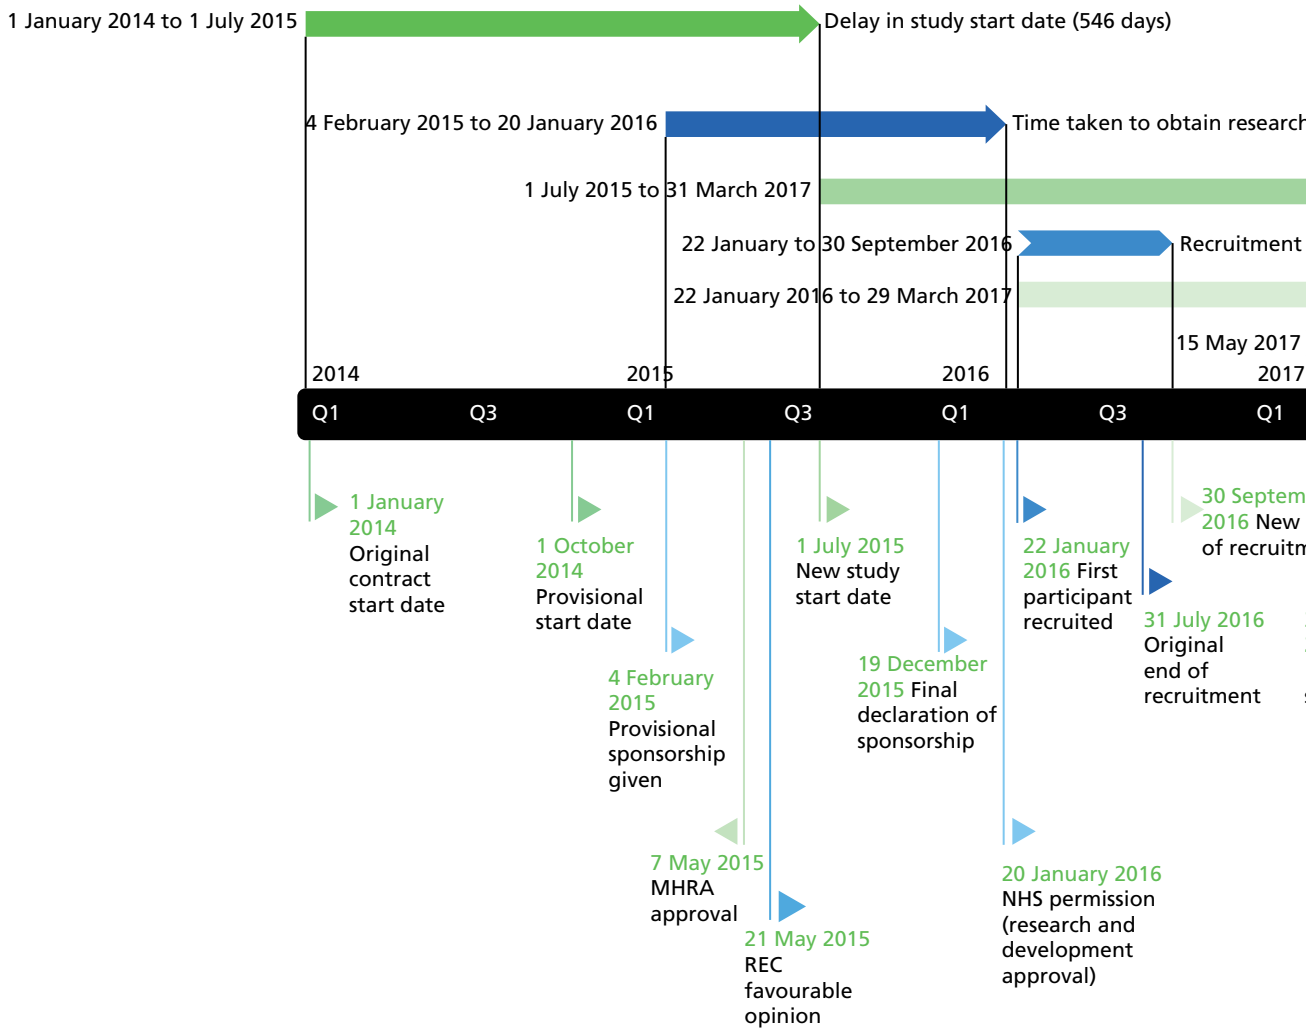 1 January 2014 to 1 July 2015
Delay in study start date (546 days)
4 February 2015 to 20 January 2016
Time taken to obtain research
1 July 2015 to 31 March 2017
22 January to 30 September 2016
Recruitment
22 January 2016 to 29 March 2017
15 May 2017
2014
2015
2016
2017
Q1
Q3
Q1
Q3
Q1
Q3
Q1
1 January
2014
Original
contract
start date
1 October
2014
Provisional
start date
4 February
2015
Provisional
sponsorship
given
7 May 2015
MHRA
approval
21 May 2015
REC
favourable
opinion
1 July 2015
New study
start date
19 December
2015 Final
declaration of
sponsorship
20 January 2016
NHS permission
(research and
development
approval)
22 January
2016 First
participant
recruited
31 July 2016
Original
end of
recruitment
30 Septem
2016 New
of recruitm